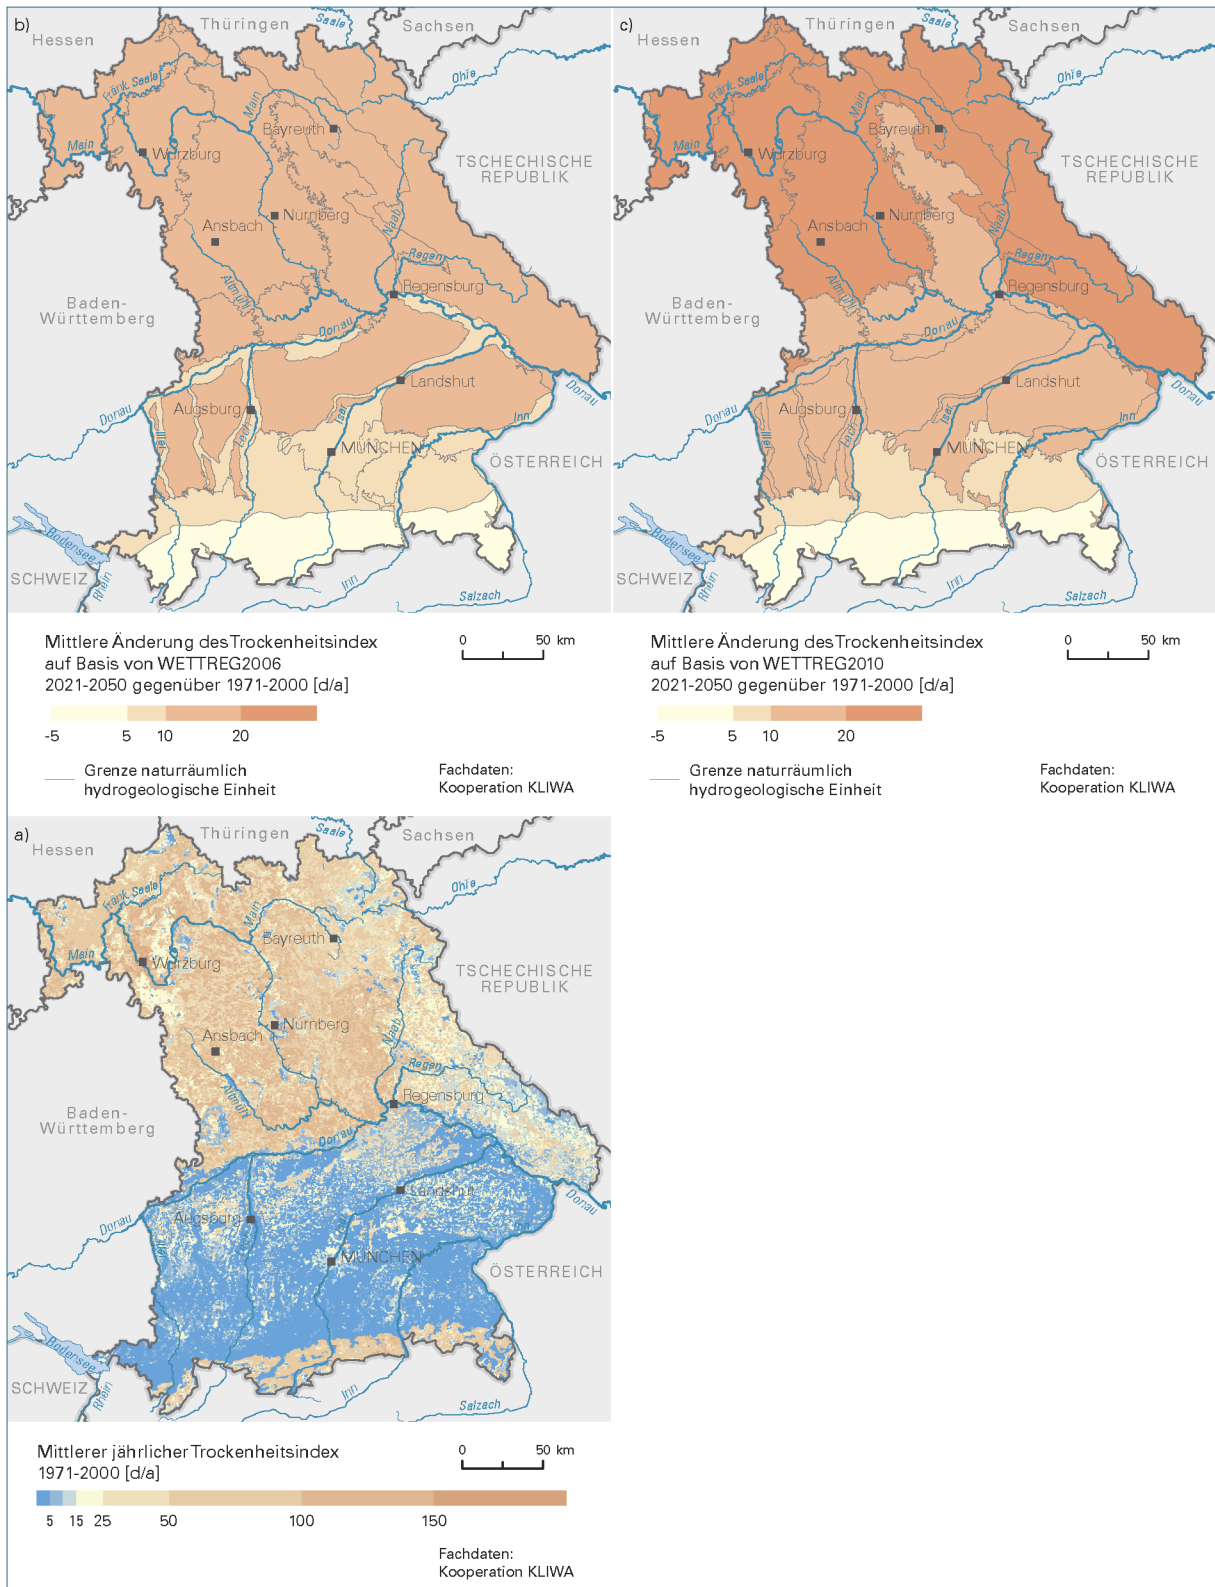 b)
Hessen
Thüringen
Saale
Sachsen
Fränk. Saale
Ohře
Main
Main
Bayreuth
Würzburg
TSCHECHISCHE
REPUBLIK
Nürnberg
Ansbach
Naab
Regen
Altmühl
Regensburg
Baden-
Württemberg
Donau
Landshut
Donau
Augsburg
Isar
Inn
Donau
Iller
Lech
MÜNCHEN
ÖSTERREICH
Bodensee
SCHWEIZ
Rhein
Inn
Salzach
Mittlere Änderung des Trockenheitsindex
auf Basis von WETTREG2006
2021-2050 gegenüber 1971-2000 [d/a]
0 50 km
-5 5 10 20
Grenze naturräumlich
hydrogeologische Einheit
Fachdaten:
Kooperation KLIWA
c)
Hessen
Thüringen
Saale
Sachsen
Fränk. Saale
Ohře
Main
Main
Bayreuth
Würzburg
TSCHECHISCHE
REPUBLIK
Nürnberg
Ansbach
Naab
Regen
Altmühl
Regensburg
Baden-
Württemberg
Donau
Landshut
Donau
Augsburg
Isar
Inn
Donau
Iller
Lech
MÜNCHEN
ÖSTERREICH
Bodensee
SCHWEIZ
Rhein
Inn
Salzach
Mittlere Änderung des Trockenheitsindex
auf Basis von WETTREG2010
2021-2050 gegenüber 1971-2000 [d/a]
0 50 km
-5 5 10 20
Grenze naturräumlich
hydrogeologische Einheit
Fachdaten:
Kooperation KLIWA
a)
Hessen
Thüringen
Saale
Sachsen
Fränk. Saale
Ohře
Main
Main
Bayreuth
Würzburg
TSCHECHISCHE
REPUBLIK
Nürnberg
Ansbach
Naab
Regen
Altmühl
Regensburg
Baden-
Württemberg
Donau
Landshut
Donau
Augsburg
Inn
Donau
Iller
MÜNCHEN
ÖSTERREICH
Bodensee
SCHWEIZ
Rhein
Inn
Salzach
Mittlerer jährlicher Trockenheitsindex
1971-2000 [d/a]
0 50 km
5 15 25 50 100 150
Fachdaten:
Kooperation KLIWA